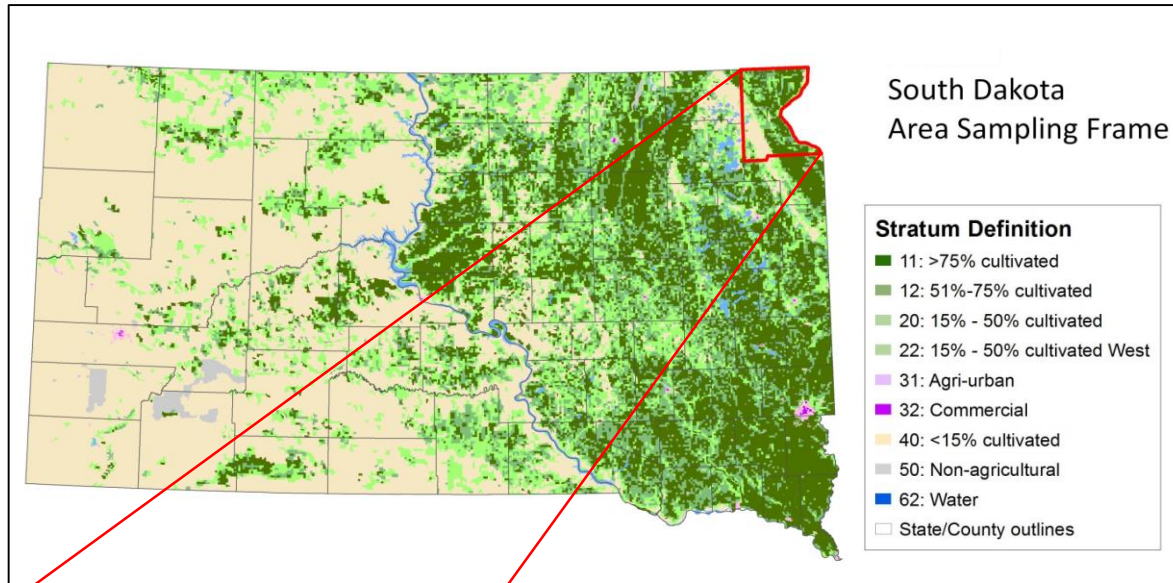 South Dakota
Area Sampling Frame
Stratum Definition
11: >75% cultivated
12: 51%-75% cultivated
20: 15% - 50% cultivated
22: 15% - 50% cultivated West
31: Agri-urban
32: Commercial
40: <15% cultivated
50: Non-agricultural
62: Water
State/County outlines